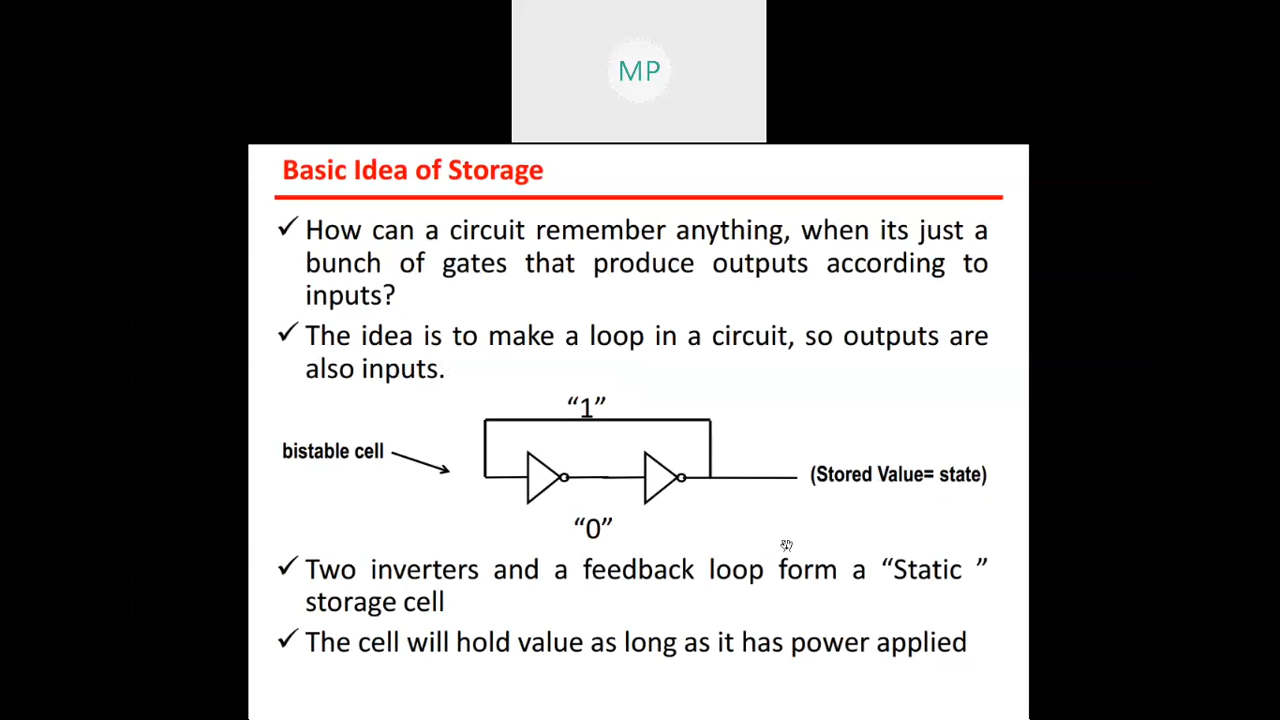 MP
Basic Idea of Storage
✓ How can a circuit remember anything, when its just a
bunch of gates that produce outputs according to
inputs?
✓ The idea is to make a loop in a circuit, so outputs are
also inputs.
“1”
bistable cell
(Stored Value= state)
“0”
✓ Two inverters and a feedback loop form a “Static ”
storage cell
✓ The cell will hold value as long as it has power applied